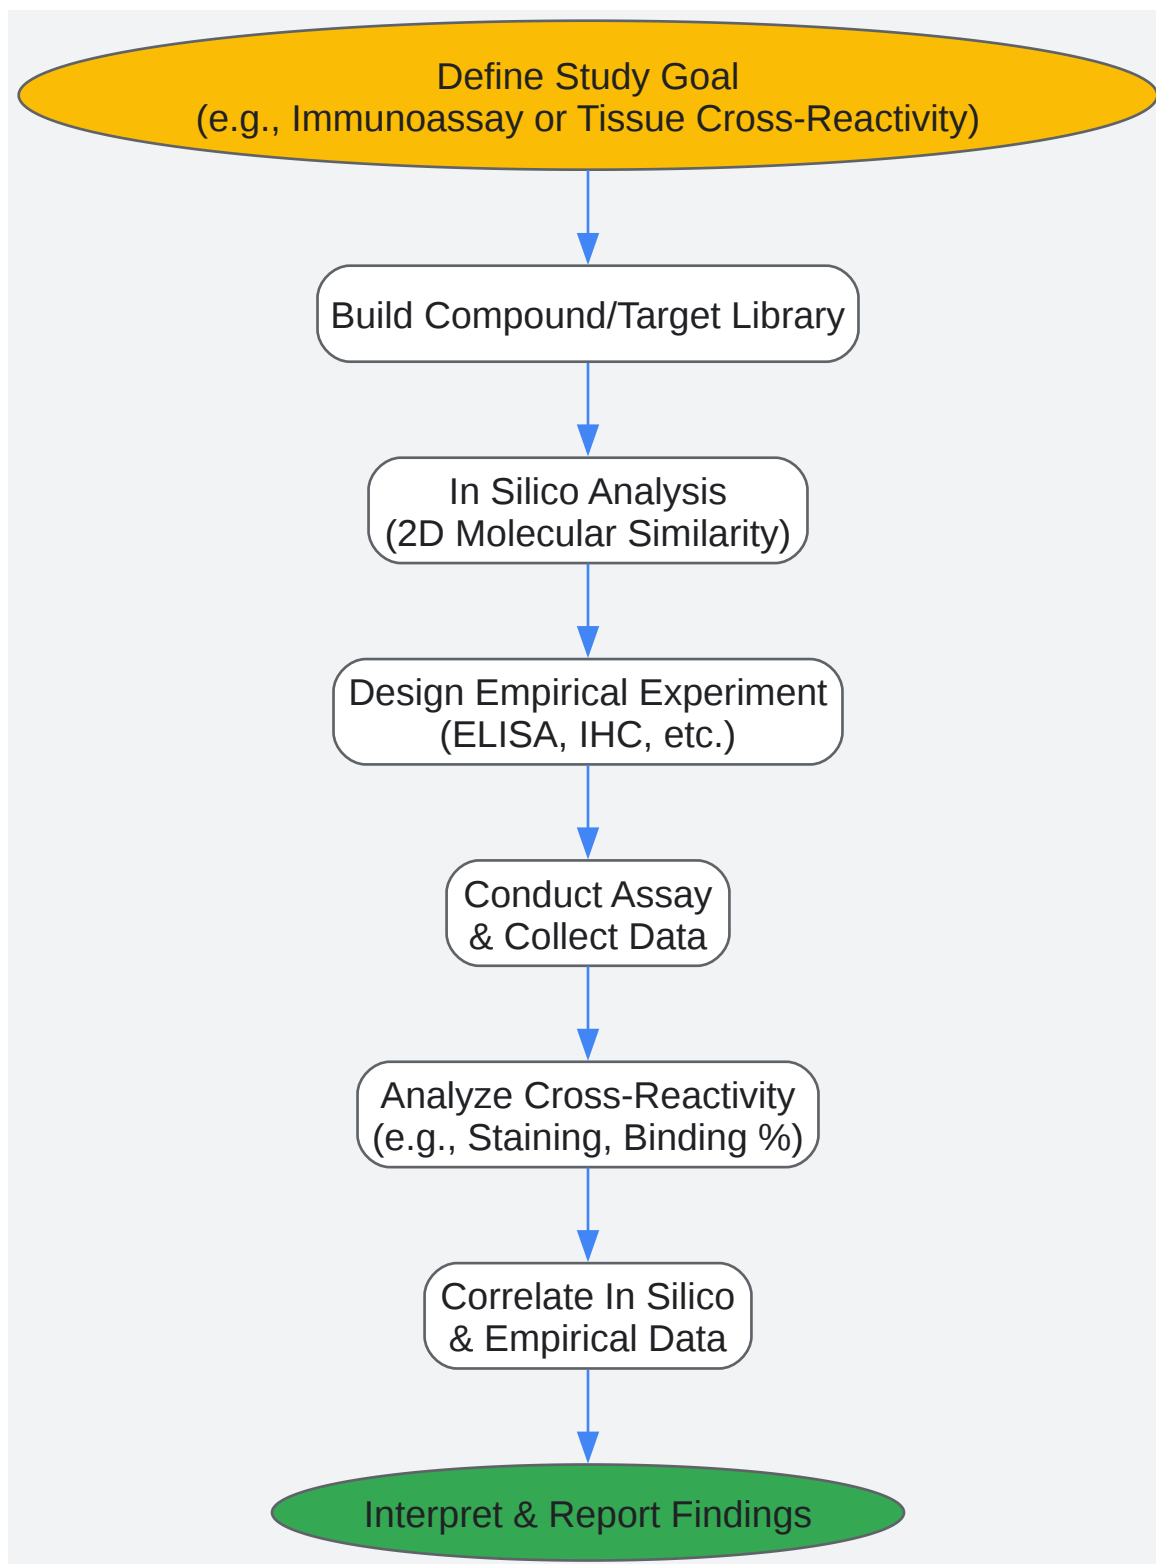 Define Study Goal
(e.g., Immunoassay or Tissue Cross-Reactivity)
Build Compound/Target Library
In Silico Analysis
(2D Molecular Similarity)
Design Empirical Experiment
(ELISA, IHC, etc.)
Conduct Assay
& Collect Data
Analyze Cross-Reactivity
(e.g., Staining, Binding %)
Correlate In Silico
& Empirical Data
Interpret & Report Findings